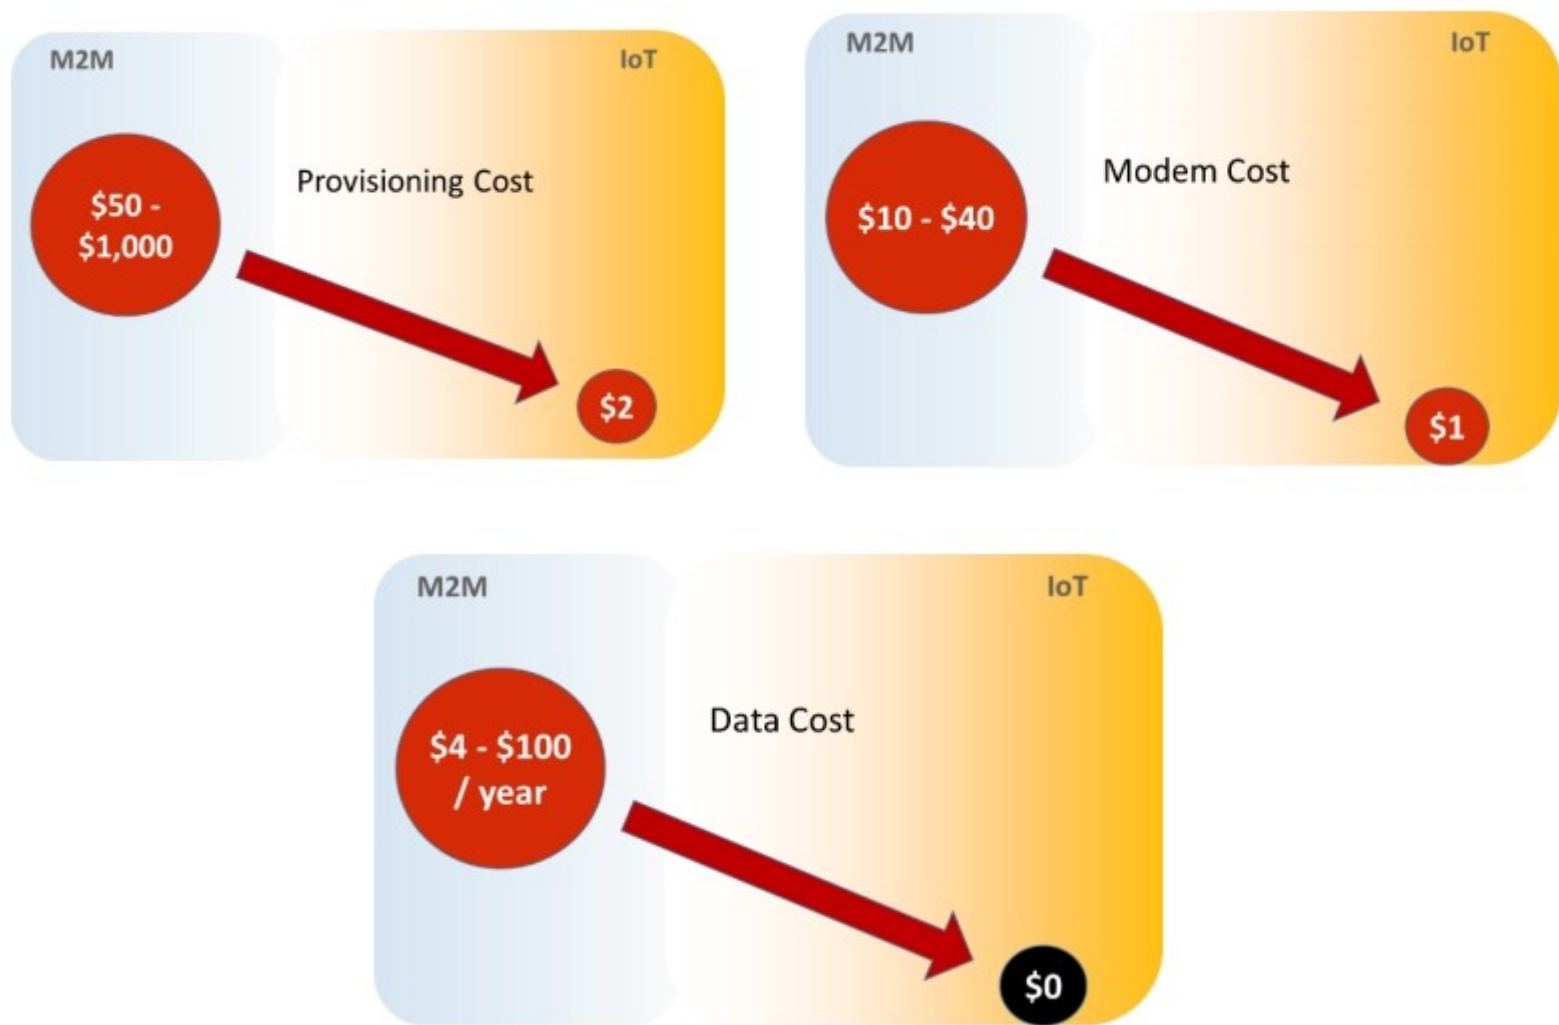 M2M
IoT
Provisioning Cost
$50 -
$1,000
$2
M2M
IoT
Modem Cost
$10 - $40
$1
M2M
IoT
Data Cost
$4 - $100
/ year
$0